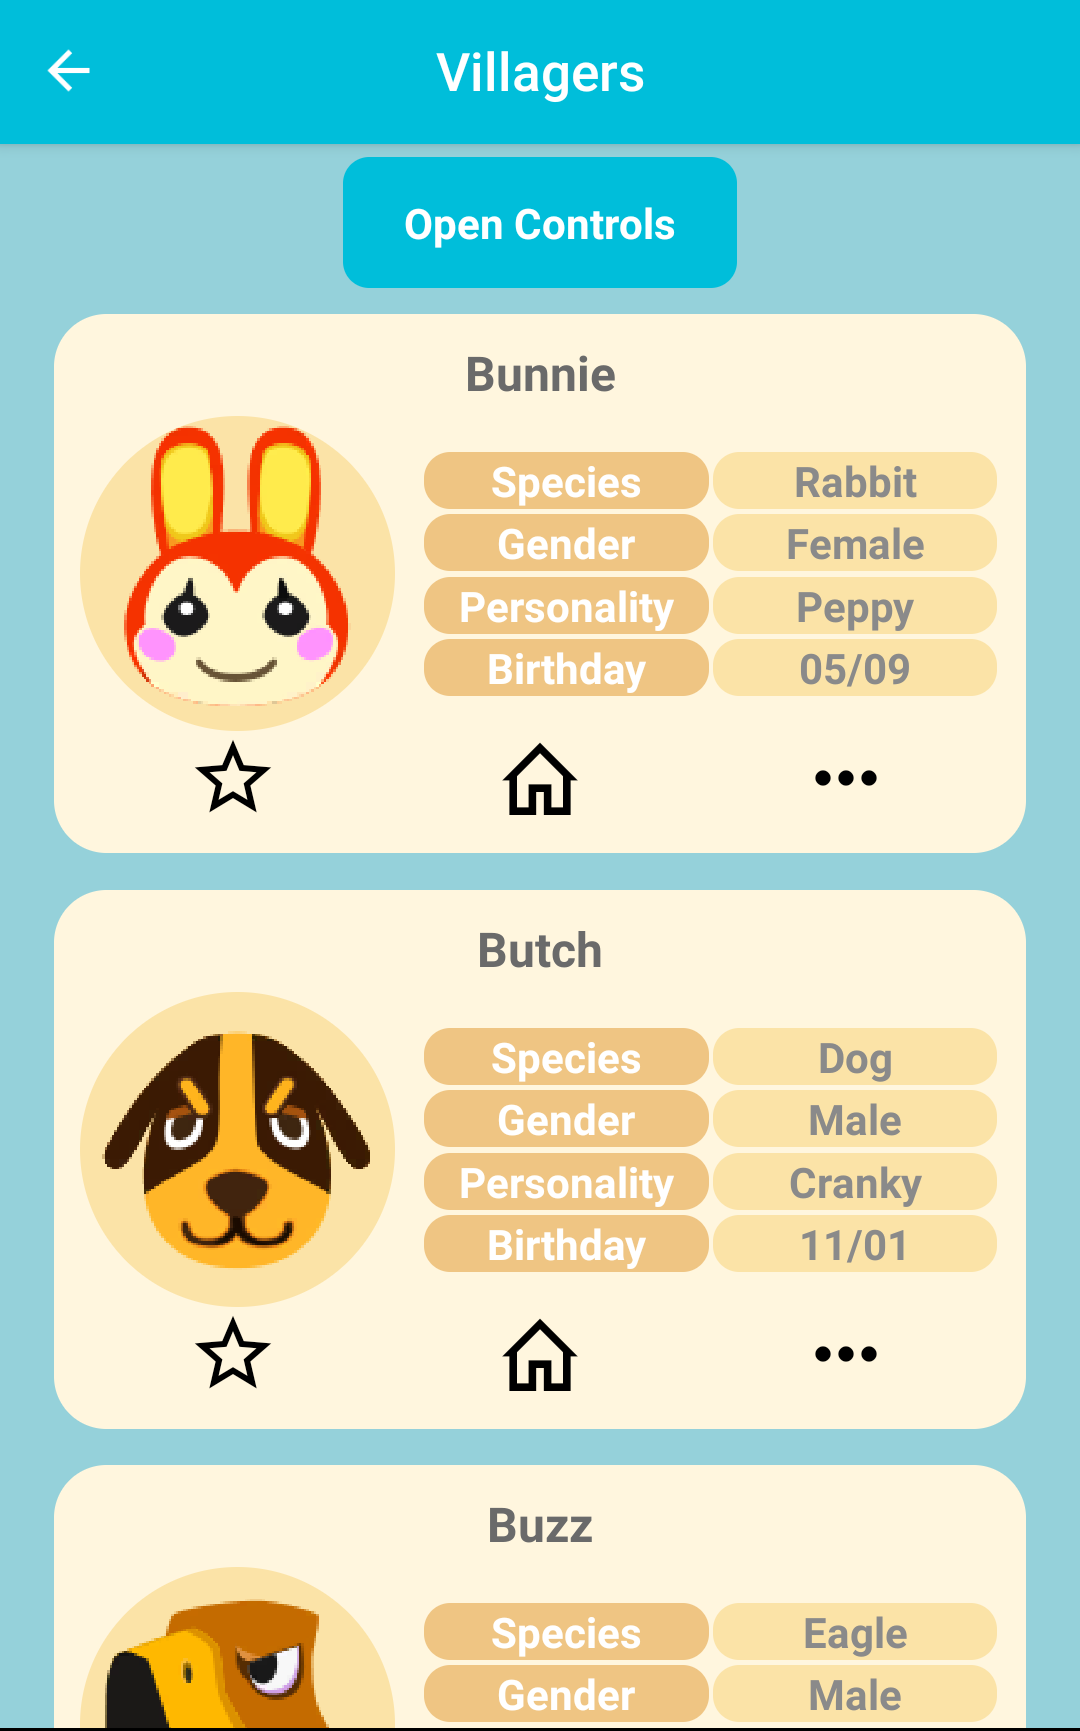 Villagers
Open Controls
Bunnie
Species Rabbit
Gender Female
Personality Peppy
Birthday 05/09
Butch
Species Dog
Gender Male
Personality Cranky
Birthday 11/01
Buzz
Species Eagle
Gender Male